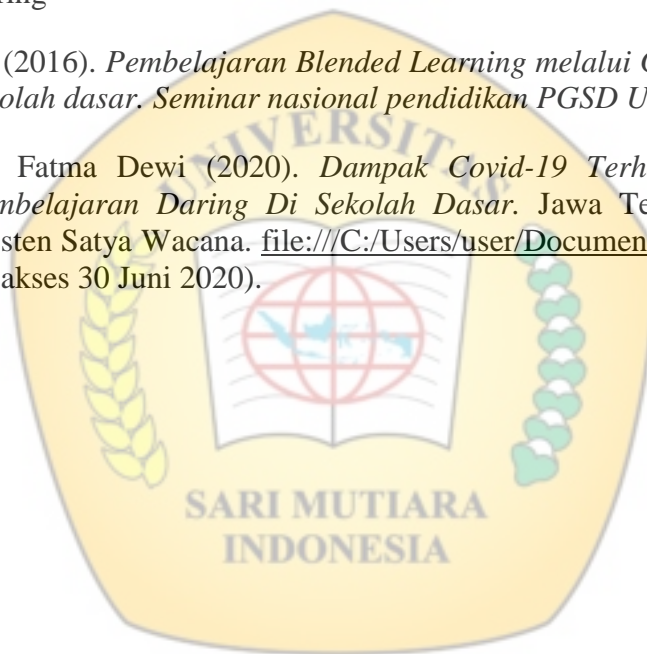 ring
(2016). Pembelajaran Blended Learning melalui
olah dasar. Seminar nasional pendidikan PGSD U
Fatma Dewi (2020). Dampak Covid-19 Terh
mbelajaran Daring Di Sekolah Dasar. Jawa Te
sten Satya Wacana. file:///C:/Users/user/Documen
akses 30 Juni 2020).
UNIVERSITAS
SARI MUTIARA
INDONESIA